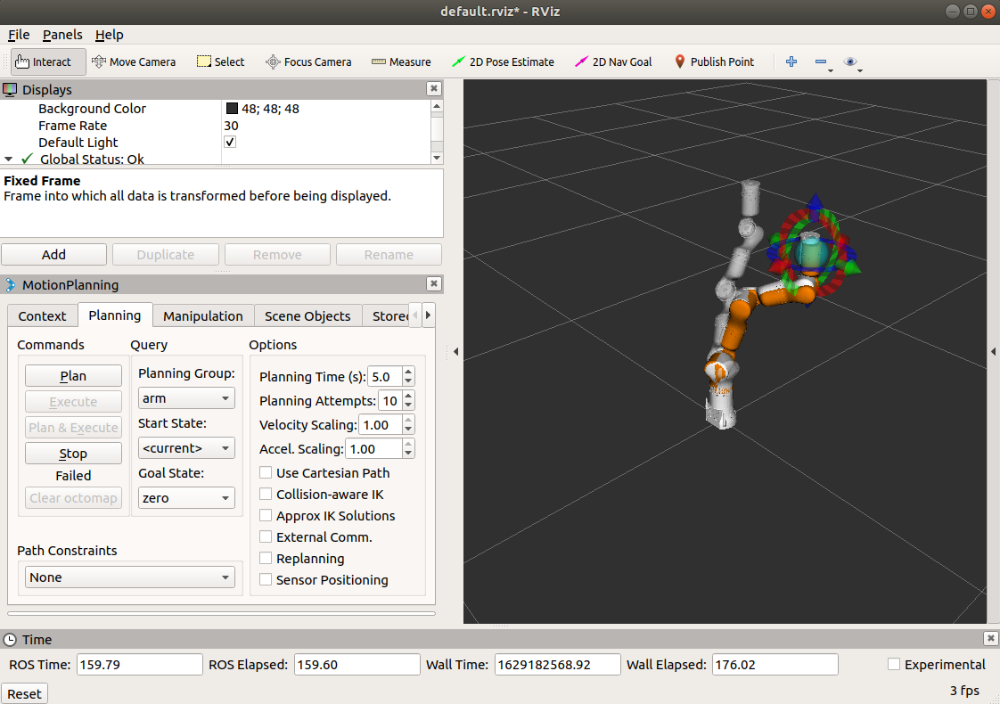 default.rviz* - RViz
File Panels Help
Interact Move Camera Select Focus Camera Measure 2D Pose Estimate 2D Nav Goal Publish Point
Displays
Background Color 48; 48; 48
Frame Rate 30
Default Light
Global Status: Ok
Fixed Frame
Frame into which all data is transformed before being displayed.
Add Duplicate Remove Rename
MotionPlanning
Context Planning Manipulation Scene Objects
Commands Query Options
Plan
Execute
Plan & Execute
Stop
Failed
Clear octomap
Planning Group:
arm
Start State:
<current>
Goal State:
zero
Planning Time (s): 5.0
Planning Attempts: 10
Velocity Scaling: 1.00
Accel. Scaling: 1.00
Use Cartesian Path
Collision-aware IK
Approx IK Solutions
External Comm.
Replanning
Sensor Positioning
Path Constraints
None
Time
ROS Time: 159.79 ROS Elapsed: 159.60 Wall Time: 1629182568.92 Wall Elapsed: 176.02 Experimental
Reset 3 fps